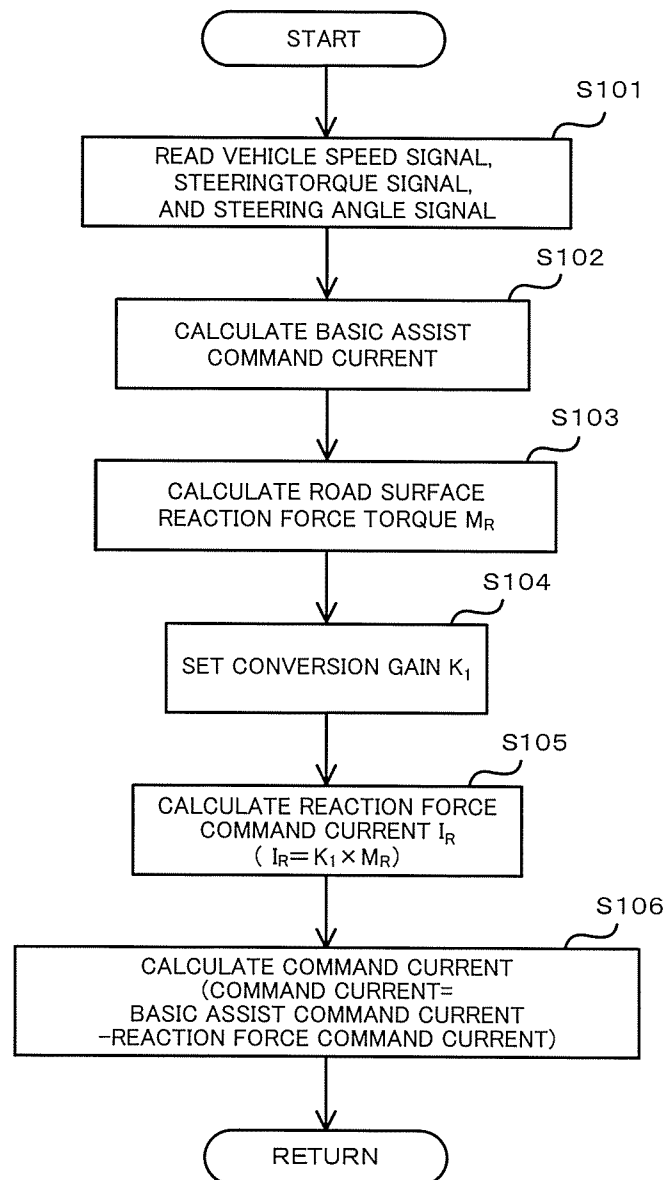 START
S101
READ VEHICLE SPEED SIGNAL,
STEERINGTORQUE SIGNAL,
AND STEERING ANGLE SIGNAL
S102
CALCULATE BASIC ASSIST
COMMAND CURRENT
S103
CALCULATE ROAD SURFACE
REACTION FORCE TORQUE MR
S104
SET CONVERSION GAIN K1
S105
CALCULATE REACTION FORCE
COMMAND CURRENT IR
( IR=K1×MR)
S106
CALCULATE COMMAND CURRENT
(COMMAND CURRENT=
BASIC ASSIST COMMAND CURRENT
-REACTION FORCE COMMAND CURRENT)
RETURN